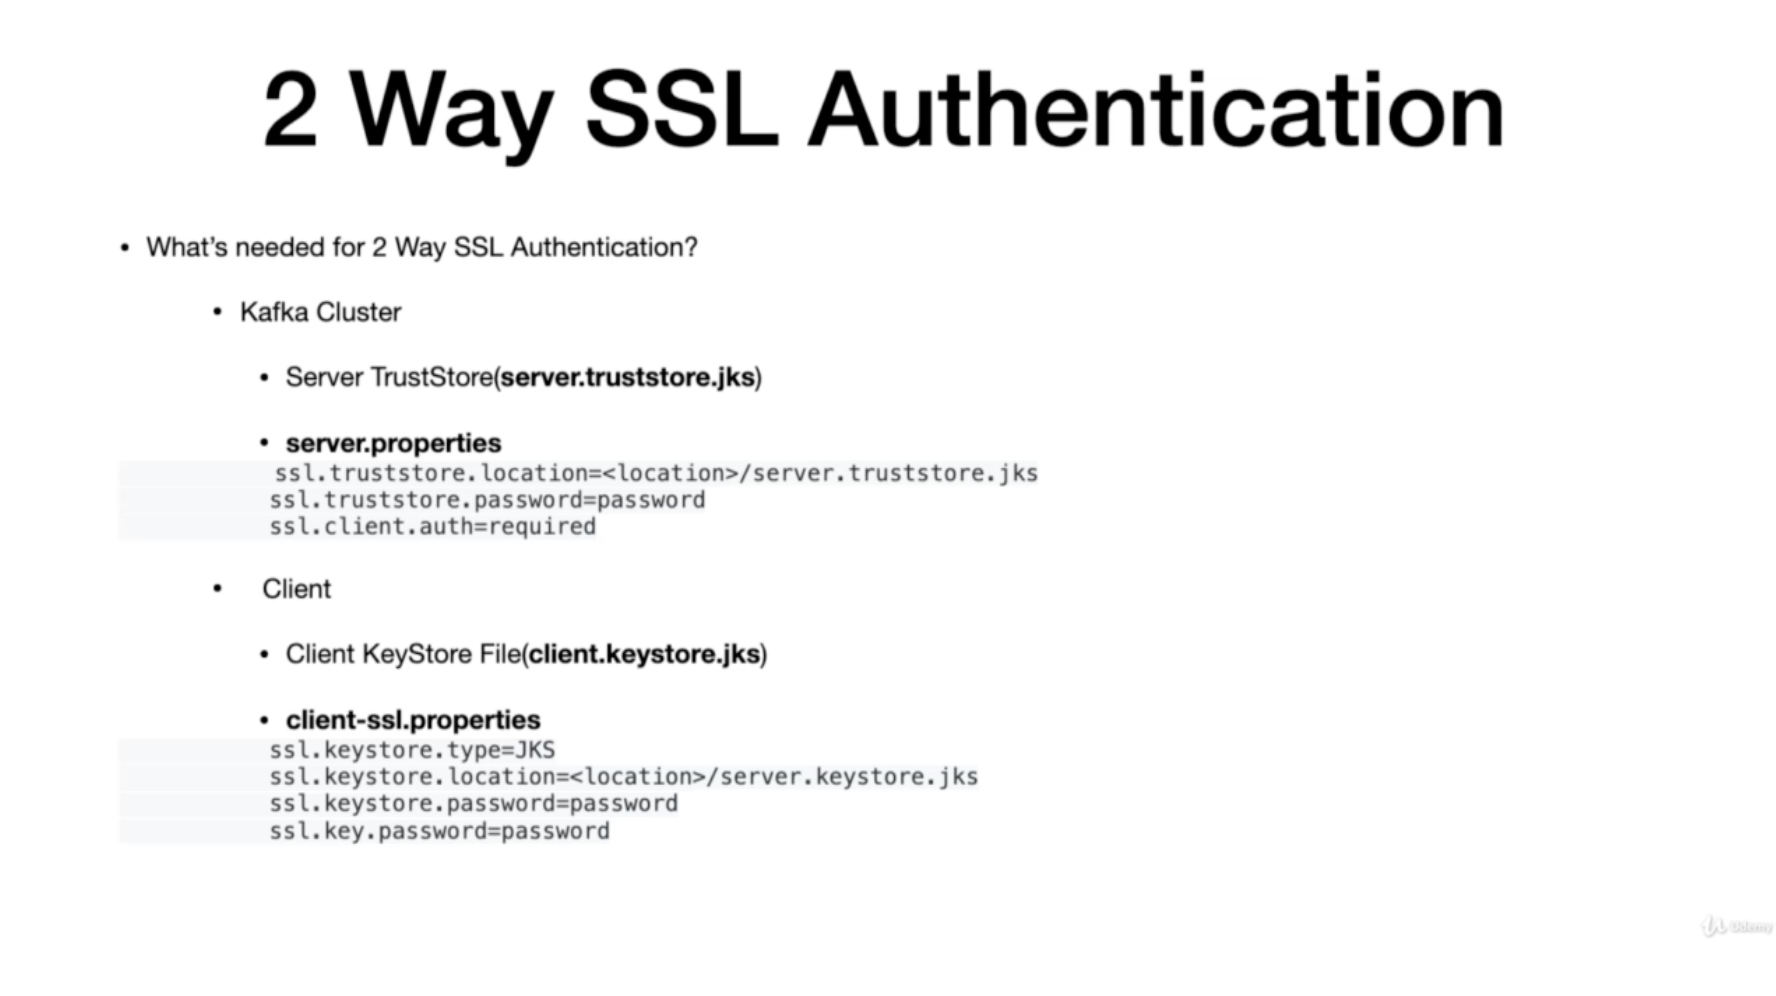 2 Way SSL Authentication
• What's needed for 2 Way SSL Authentication?
• Kafka Cluster
• Server TrustStore(server.truststore.jks)
• server.properties
ssl.truststore.location=<location>/server.truststore.jks
ssl.truststore.password=password
ssl.client.auth=required
• Client
• Client KeyStore File(client.keystore.jks)
• client-ssl.properties
ssl.keystore.type=JKS
ssl.keystore.location=<location>/server.keystore.jks
ssl.keystore.password=password
ssl.key.password=password
Udemy